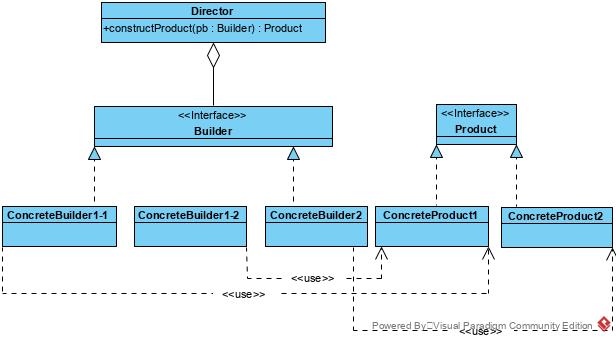 Director
+constructProduct(pb : Builder) : Product
<<Interface>>
Builder
<<Interface>>
Product
ConcreteBuilder1-1
ConcreteBuilder1-2
ConcreteBuilder2
ConcreteProduct1
ConcreteProduct2
<<use>>
<<use>>
<<use>>
Powered By□Visual Paradigm Community Edition